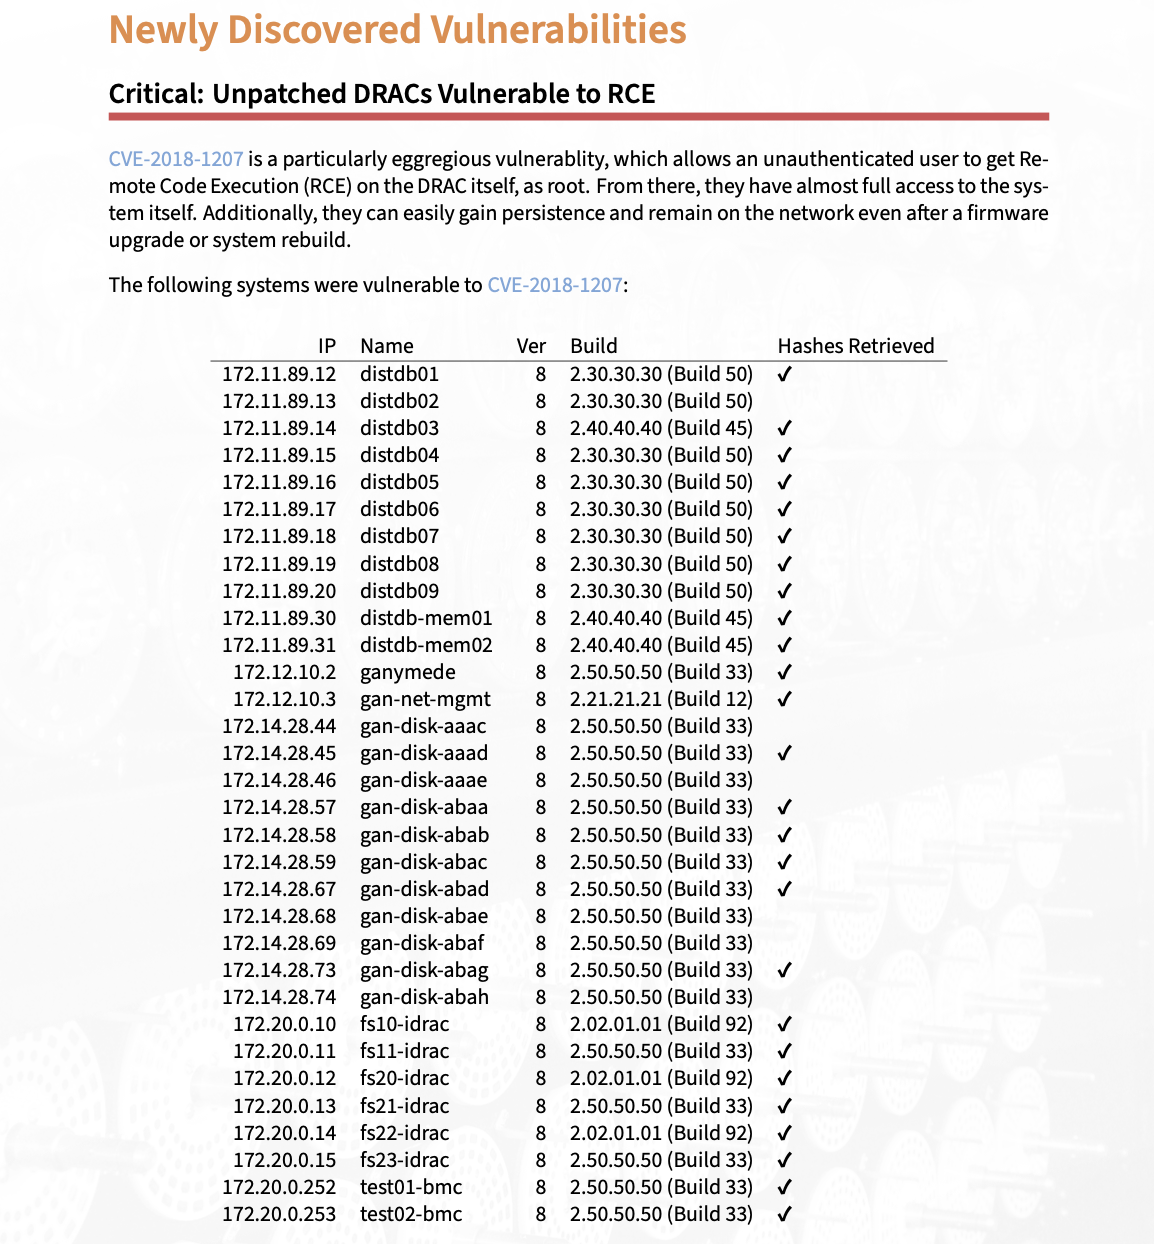 Newly Discovered Vulnerabilities
Critical: Unpatched DRACs Vulnerable to RCE
CVE-2018-1207 is a particularly eggregious vulnerablity, which allows an unauthenticated user to get Re-
mote Code Execution (RCE) on the DRAC itself, as root. From there, they have almost full access to the sys-
tem itself. Additionally, they can easily gain persistence and remain on the network even after a firmware
upgrade or system rebuild.
The following systems were vulnerable to CVE-2018-1207:
IP Name Ver Build Hashes Retrieved
172.11.89.12 distdb01 8 2.30.30.30 (Build 50) ✓
172.11.89.13 distdb02 8 2.30.30.30 (Build 50)
172.11.89.14 distdb03 8 2.40.40.40 (Build 45) ✓
172.11.89.15 distdb04 8 2.30.30.30 (Build 50) ✓
172.11.89.16 distdb05 8 2.30.30.30 (Build 50) ✓
172.11.89.17 distdb06 8 2.30.30.30 (Build 50) ✓
172.11.89.18 distdb07 8 2.30.30.30 (Build 50) ✓
172.11.89.19 distdb08 8 2.30.30.30 (Build 50) ✓
172.11.89.20 distdb09 8 2.30.30.30 (Build 50) ✓
172.11.89.30 distdb-mem01 8 2.40.40.40 (Build 45) ✓
172.11.89.31 distdb-mem02 8 2.40.40.40 (Build 45) ✓
172.12.10.2 ganymede 8 2.50.50.50 (Build 33) ✓
172.12.10.3 gan-net-mgmt 8 2.21.21.21 (Build 12) ✓
172.14.28.44 gan-disk-aaac 8 2.50.50.50 (Build 33)
172.14.28.45 gan-disk-aaad 8 2.50.50.50 (Build 33) ✓
172.14.28.46 gan-disk-aaae 8 2.50.50.50 (Build 33)
172.14.28.57 gan-disk-abaa 8 2.50.50.50 (Build 33) ✓
172.14.28.58 gan-disk-abab 8 2.50.50.50 (Build 33) ✓
172.14.28.59 gan-disk-abac 8 2.50.50.50 (Build 33) ✓
172.14.28.67 gan-disk-abad 8 2.50.50.50 (Build 33) ✓
172.14.28.68 gan-disk-abae 8 2.50.50.50 (Build 33)
172.14.28.69 gan-disk-abaf 8 2.50.50.50 (Build 33)
172.14.28.73 gan-disk-abag 8 2.50.50.50 (Build 33) ✓
172.14.28.74 gan-disk-abah 8 2.50.50.50 (Build 33)
172.20.0.10 fs10-idrac 8 2.02.01.01 (Build 92) ✓
172.20.0.11 fs11-idrac 8 2.50.50.50 (Build 33) ✓
172.20.0.12 fs20-idrac 8 2.02.01.01 (Build 92) ✓
172.20.0.13 fs21-idrac 8 2.50.50.50 (Build 33) ✓
172.20.0.14 fs22-idrac 8 2.02.01.01 (Build 92) ✓
172.20.0.15 fs23-idrac 8 2.50.50.50 (Build 33) ✓
172.20.0.252 test01-bmc 8 2.50.50.50 (Build 33) ✓
172.20.0.253 test02-bmc 8 2.50.50.50 (Build 33) ✓